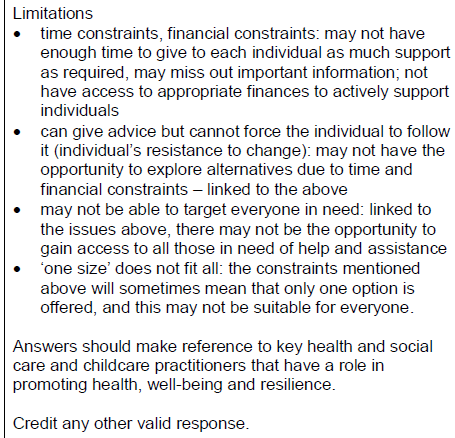 Limitations
• time constraints, financial constraints: may not have
enough time to give to each individual as much support
as required, may miss out important information; not
have access to appropriate finances to actively support
individuals
• can give advice but cannot force the individual to follow
it (individual’s resistance to change): may not have the
opportunity to explore alternatives due to time and
financial constraints – linked to the above
• may not be able to target everyone in need: linked to
the issues above, there may not be the opportunity to
gain access to all those in need of help and assistance
• ‘one size’ does not fit all: the constraints mentioned
above will sometimes mean that only one option is
offered, and this may not be suitable for everyone.
Answers should make reference to key health and social
care and childcare practitioners that have a role in
promoting health, well-being and resilience.
Credit any other valid response.